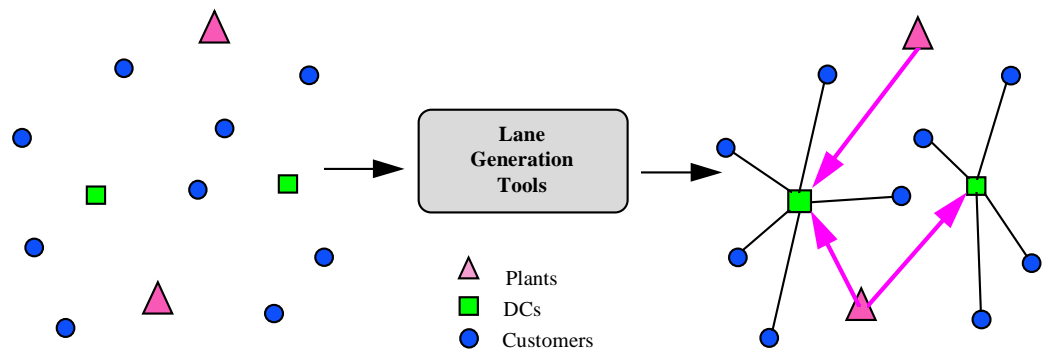 Lane
Generation
Tools
Plants
DCs
Customers